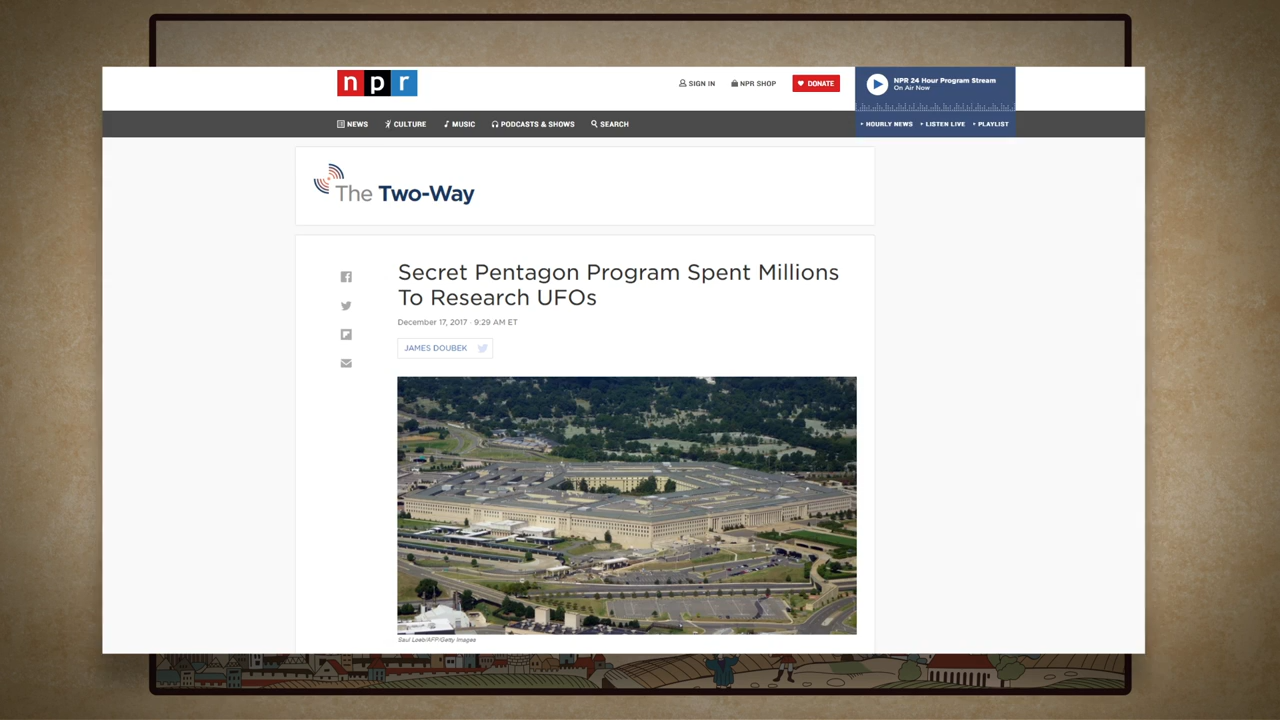 npr
SIGN IN
NPR SHOP
DONATE
NPR 24 Hour Program Stream
On Air Now
NEWS
CULTURE
MUSIC
PODCASTS & SHOWS
SEARCH
HOURLY NEWS
LISTEN LIVE
PLAYLIST
The Two-Way
Secret Pentagon Program Spent Millions
To Research UFOs
December 17, 2017 · 9:29 AM ET
JAMES DOUBEK
Saul Loeb/AFP/Getty Images